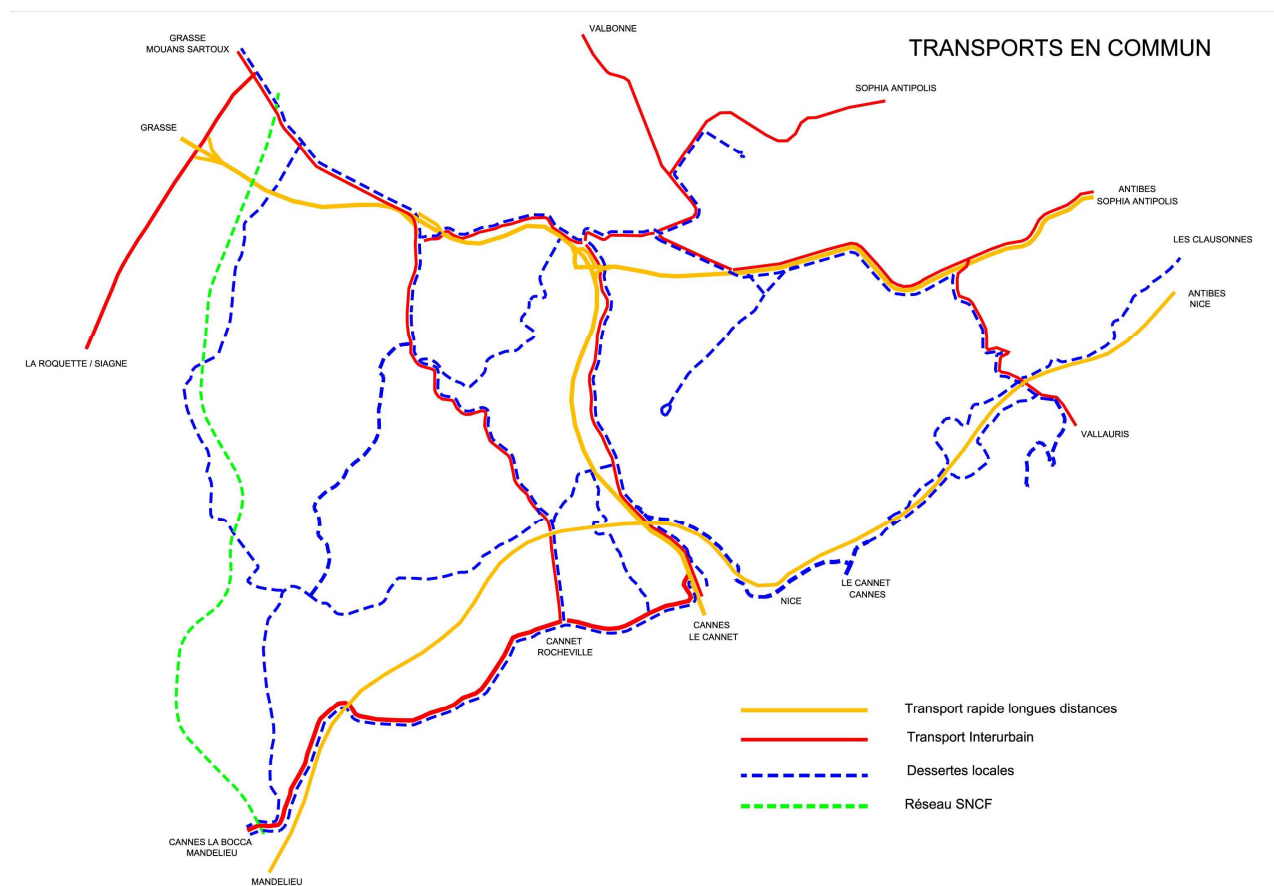 TRANSPORTS EN COMMUN
GRASSE
MOUANS SARTOUX
VALBONNE
SOPHIA ANTIPOLIS
GRASSE
ANTIBES
SOPHIA ANTIPOLIS
LES CLAUSONNES
ANTIBES
NICE
LA ROQUETTE / SIAGNE
VALLAURIS
LE CANNET
CANNES
NICE
CANNES
LE CANNET
CANNET
ROCHEVILLE
Transport rapide longues distances
Transport Interurbain
Dessertes locales
Réseau SNCF
CANNES LA BOCCA
MANDELIEU
MANDELIEU